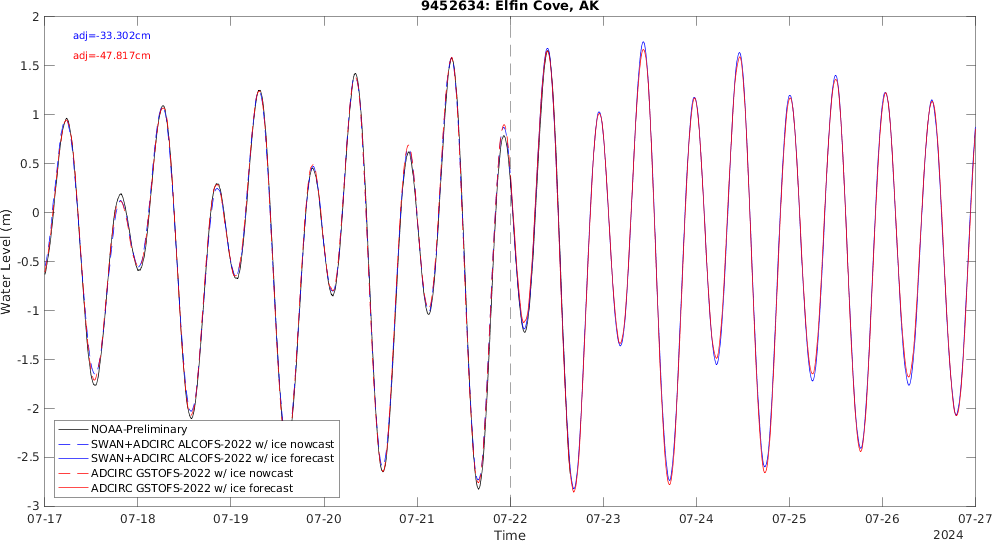 9452634: Elfin Cove, AK
adj=-33.302cm
adj=-47.817cm
Water Level (m)
2
1.5
1
0.5
0
-0.5
-1
-1.5
-2
-2.5
-3
NOAA-Preliminary
SWAN+ADCIRC ALCOFS-2022 w/ ice nowcast
SWAN+ADCIRC ALCOFS-2022 w/ ice forecast
ADCIRC GSTOFS-2022 w/ ice nowcast
ADCIRC GSTOFS-2022 w/ ice forecast
07-17 07-18 07-19 07-20 07-21 07-22 07-23 07-24 07-25 07-26 07-27
Time
2024